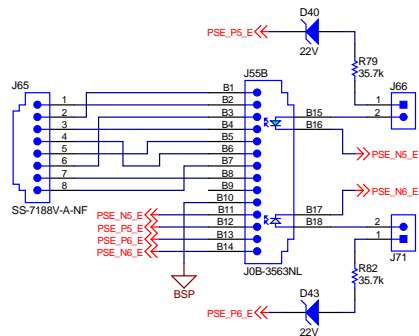 D40
PSE_P5_E
22V
R79
35.7k
J65
J55B
J66
1
2
3
4
5
6
7
8
B1
B2
B3
B4
B5
B6
B7
B8
B9
B10
B11
B12
B13
B14
B15
B16
1
2
PSE_N5_E
PSE_N6_E
SS-7188V-A-NF
PSE_N5_E
PSE_P5_E
PSE_P6_E
PSE_N6_E
B17
B18
2
1
J71
J0B-3563NL
BSP
R82
35.7k
D43
PSE_P6_E
22V